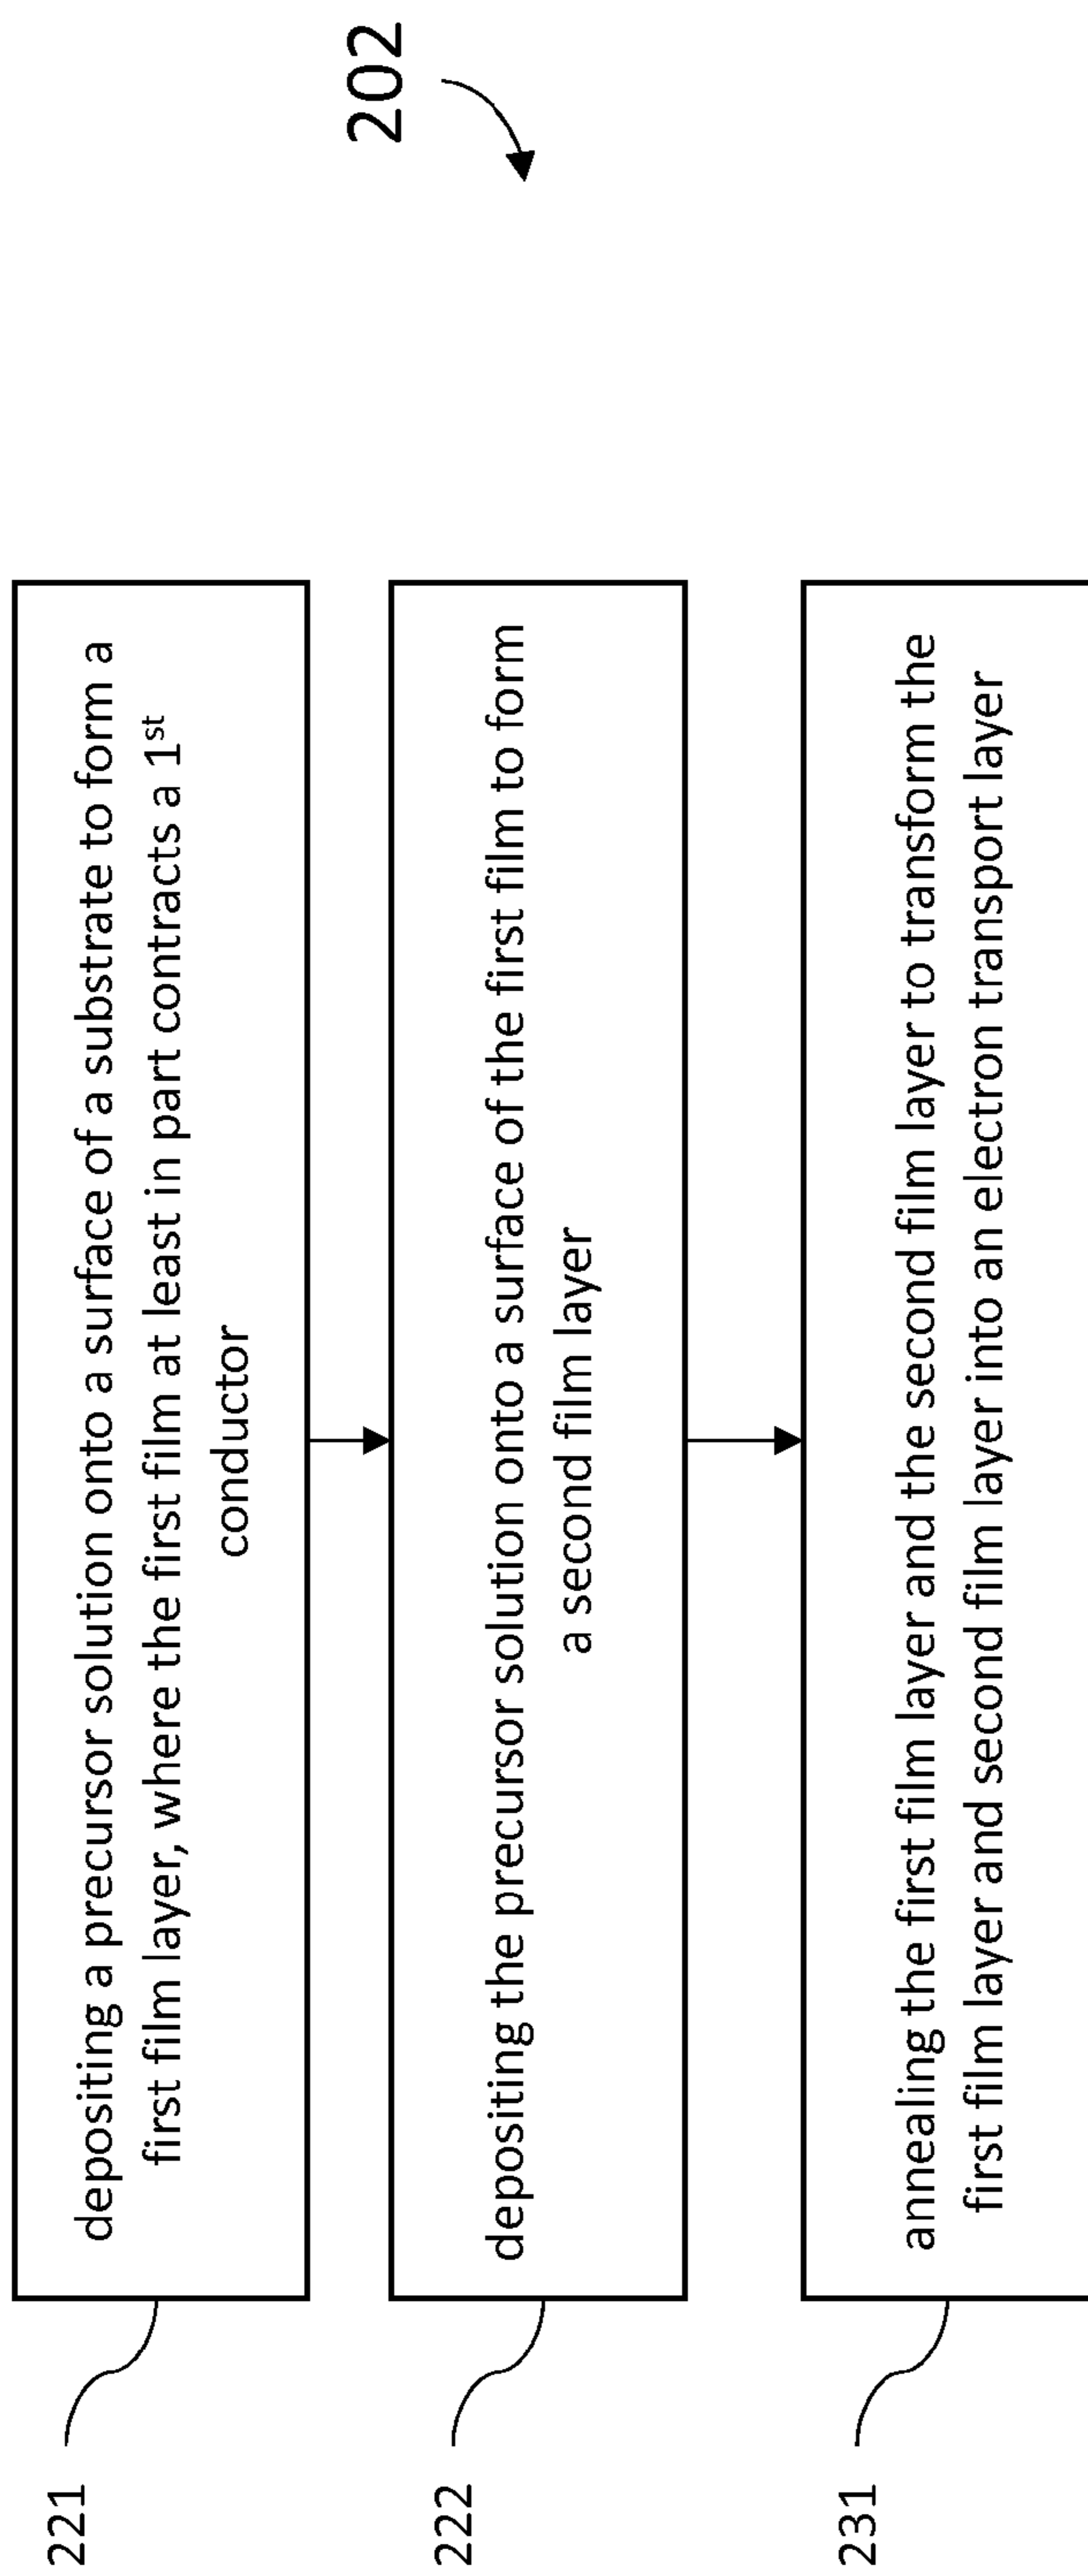 202
221
depositing a precursor solution onto a surface of a substrate to form a
first film layer, where the first film at least in part contracts a 1st
conductor
222
depositing the precursor solution onto a surface of the first film to form
a second film layer
231
annealing the first film layer and the second film layer to transform the
first film layer and second film layer into an electron transport layer